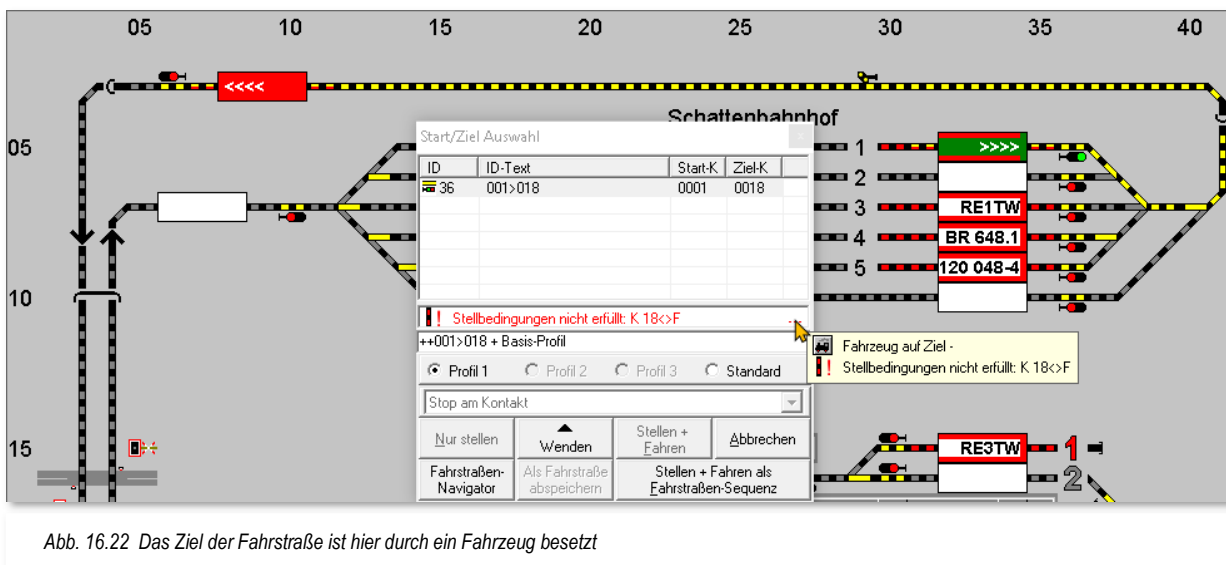 05 10 15 20 25 30 35 40
<<<<
Schattenbahnhof
Start/Ziel Auswahl
05
1 >>>>
ID ID-Text Start-K Ziel-K
36 001>018 0001 0018
2
3 RE1TW
4 BR 648.1
5 120 048-4
10
! Stellbedingungen nicht erfüllt: K 18<>F ...
++001>018 + Basis-Profil
Fahrzeug auf Ziel -
! Stellbedingungen nicht erfüllt: K 18<>F
Profil 1 Profil 2 Profil 3 Standard
Stop am Kontakt
Nur stellen Wenden Stellen + Fahren Abbrechen
15
RE3TW 1
Fahrstraßen-Navigator Als Fahrstraße abspeichern Stellen + Fahren als Fahrstraßen-Sequenz
2
Abb. 16.22 Das Ziel der Fahrstraße ist hier durch ein Fahrzeug besetzt